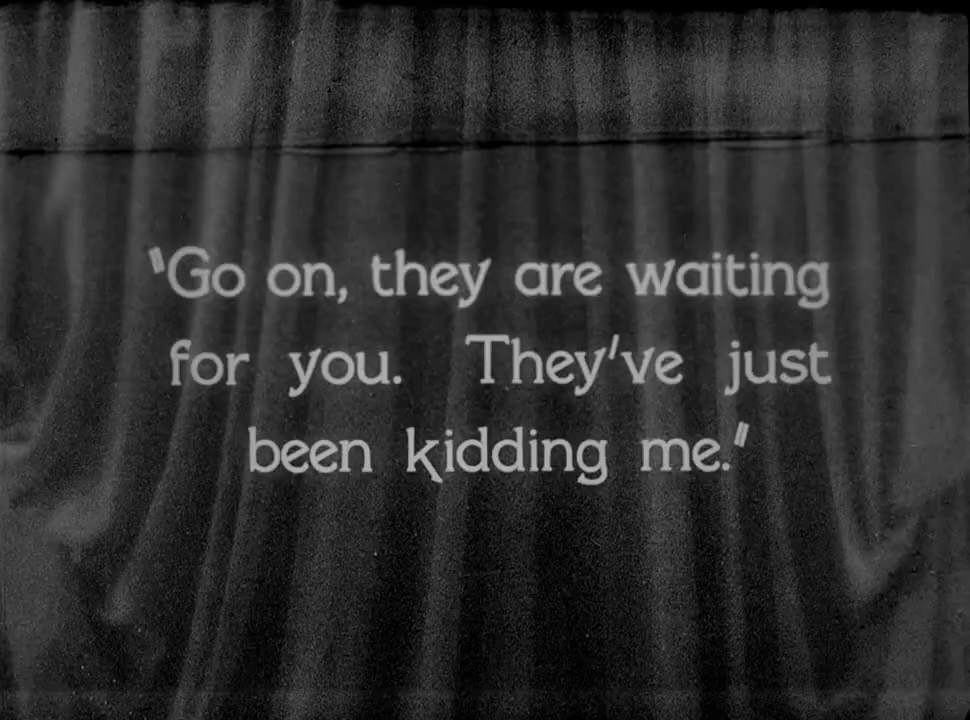 "Go on, they are waiting
for you. They've just
been kidding me."